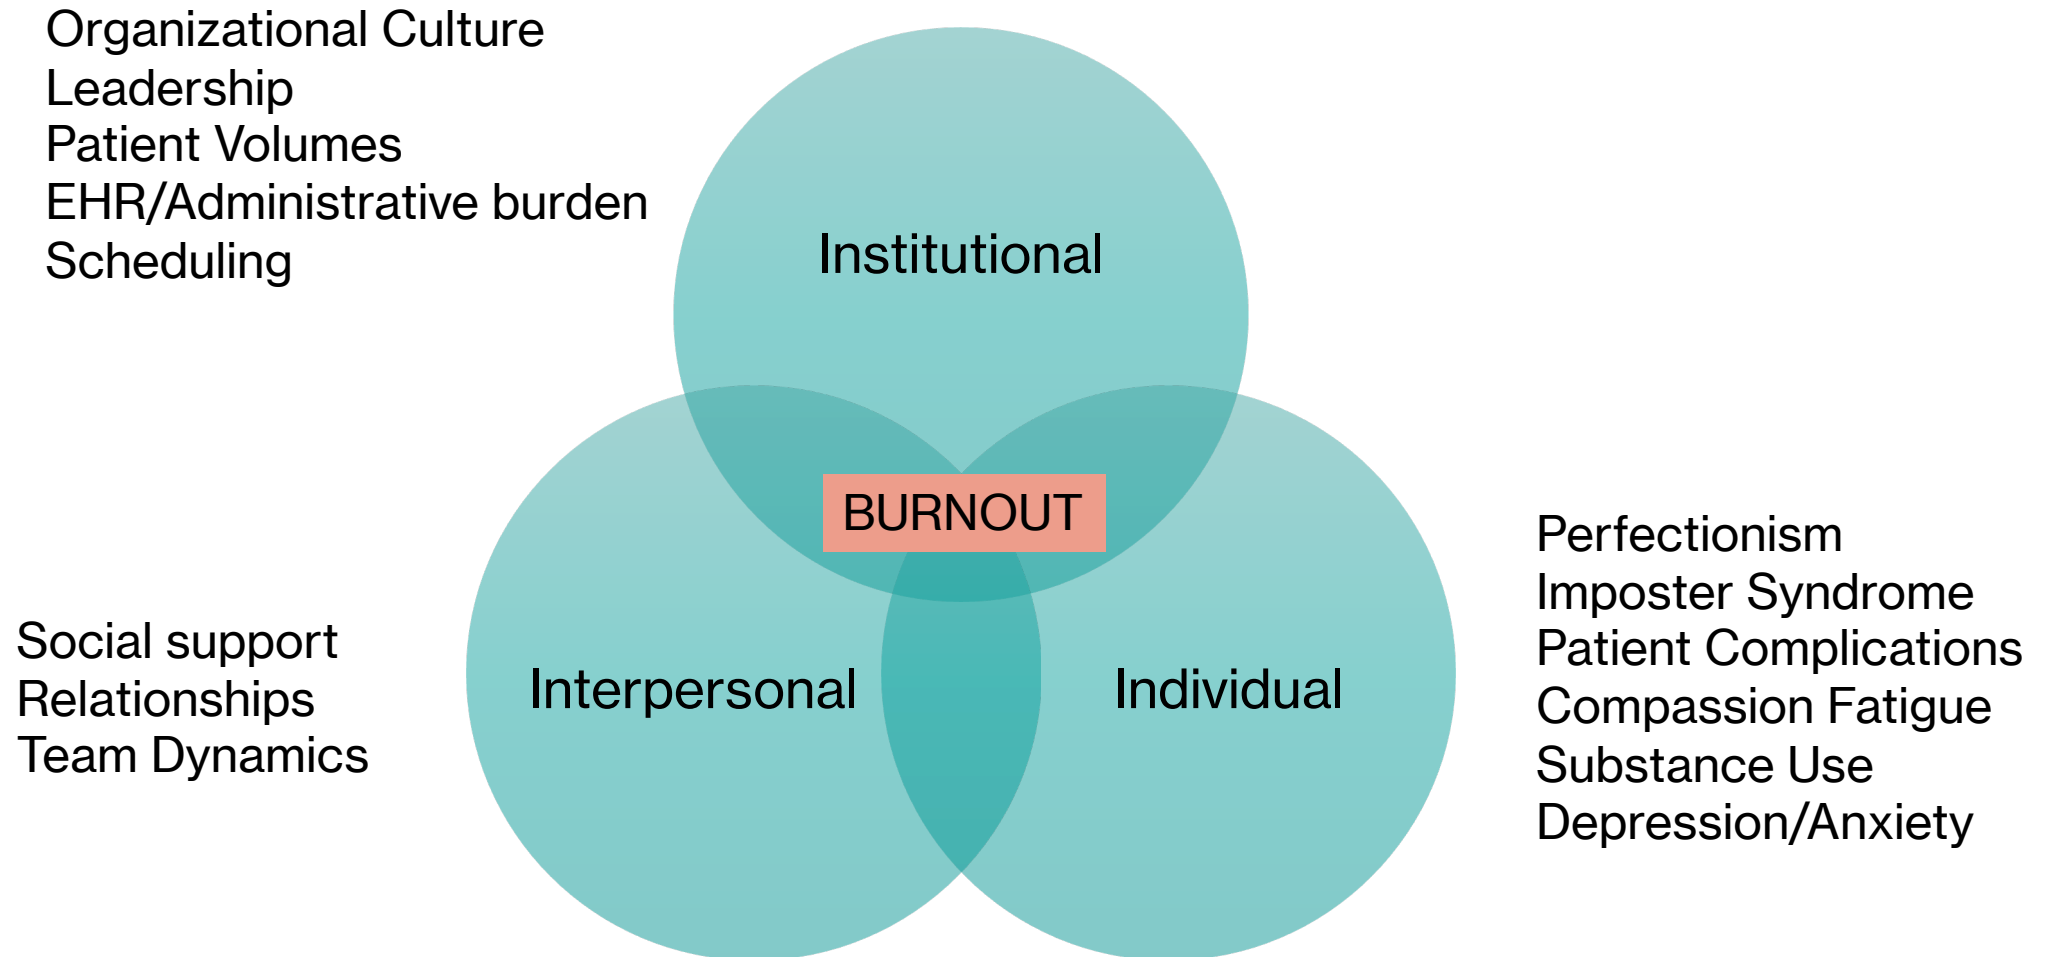 Organizational Culture
Leadership
Patient Volumes
EHR/Administrative burden
Scheduling
Institutional
BURNOUT
Social support
Relationships
Team Dynamics
Interpersonal
Individual
Perfectionism
Imposter Syndrome
Patient Complications
Compassion Fatigue
Substance Use
Depression/Anxiety